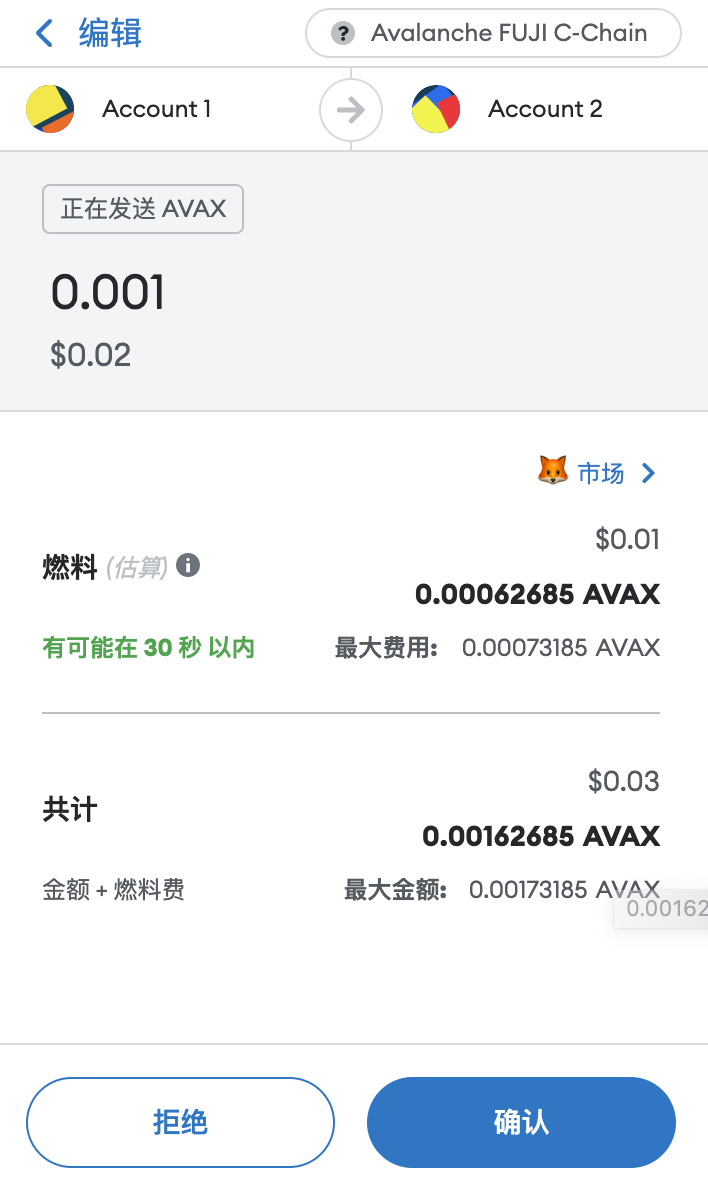 编辑
? Avalanche FUJI C-Chain
Account 1
Account 2
正在发送 AVAX
0.001
$0.02
市场
$0.01
燃料 (估算)
0.00062685 AVAX
有可能在 30 秒 以内
最大费用: 0.00073185 AVAX
$0.03
共计
0.00162685 AVAX
金额 + 燃料费
最大金额: 0.00173185 AVAX
0.00162
拒绝
确认